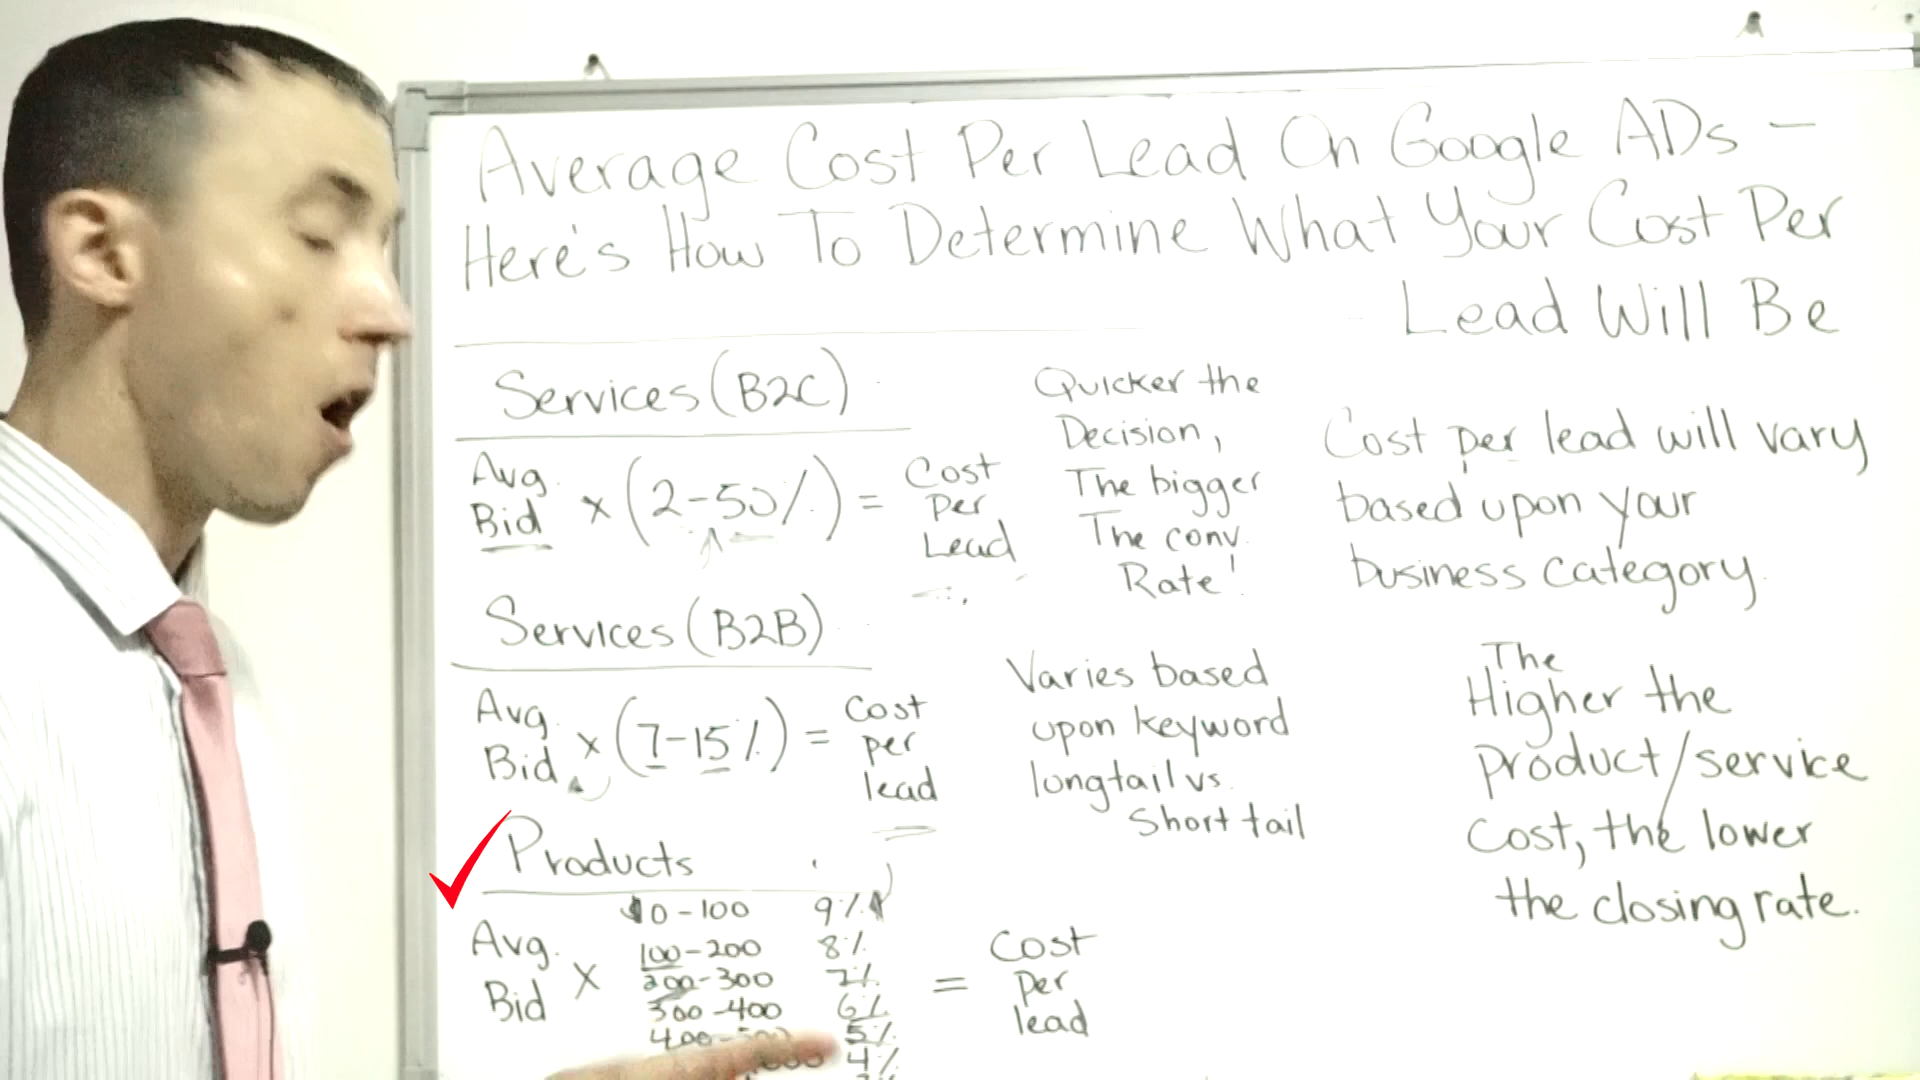 Average Cost Per Lead On Google ADs -
Here's How To Determine What Your Cost Per
Lead Will Be
Services (B2C)
Avg.
Bid × (2-50%) = Cost
Per
Lead
Quicker the
Decision,
The bigger
The conv.
Rate!
Cost per lead will vary
based upon your
business category.
Services (B2B)
Avg.
Bid × (7-15%) = Cost
per
lead
Varies based
upon keyword
longtail vs.
Short tail
The
Higher the
product/service
Cost, the lower
the closing rate.
Products
Avg.
Bid ×
0-100 9%
100-200 8%
200-300 7%
300-400 6%
400-500 5%
4%
= Cost
Per
lead